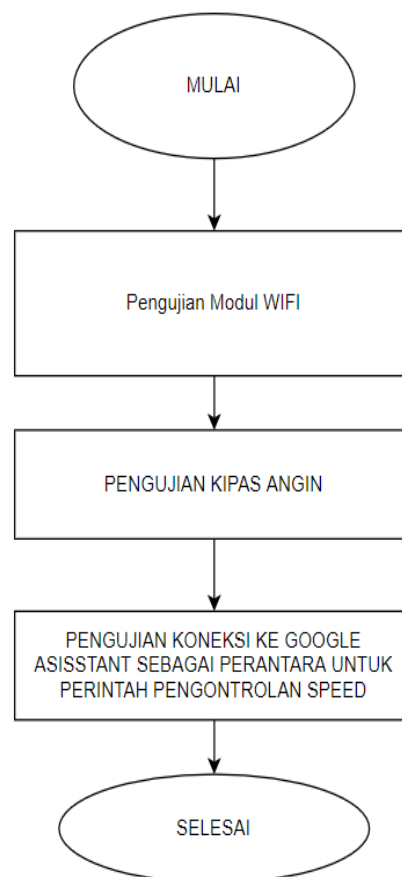 MULAI
Pengujian Modul WIFI
PENGUJIAN KIPAS ANGIN
PENGUJIAN KONEKSI KE GOOGLE
ASISSTANT SEBAGAI PERANTARA UNTUK
PERINTAH PENGONTROLAN SPEED
SELESAI